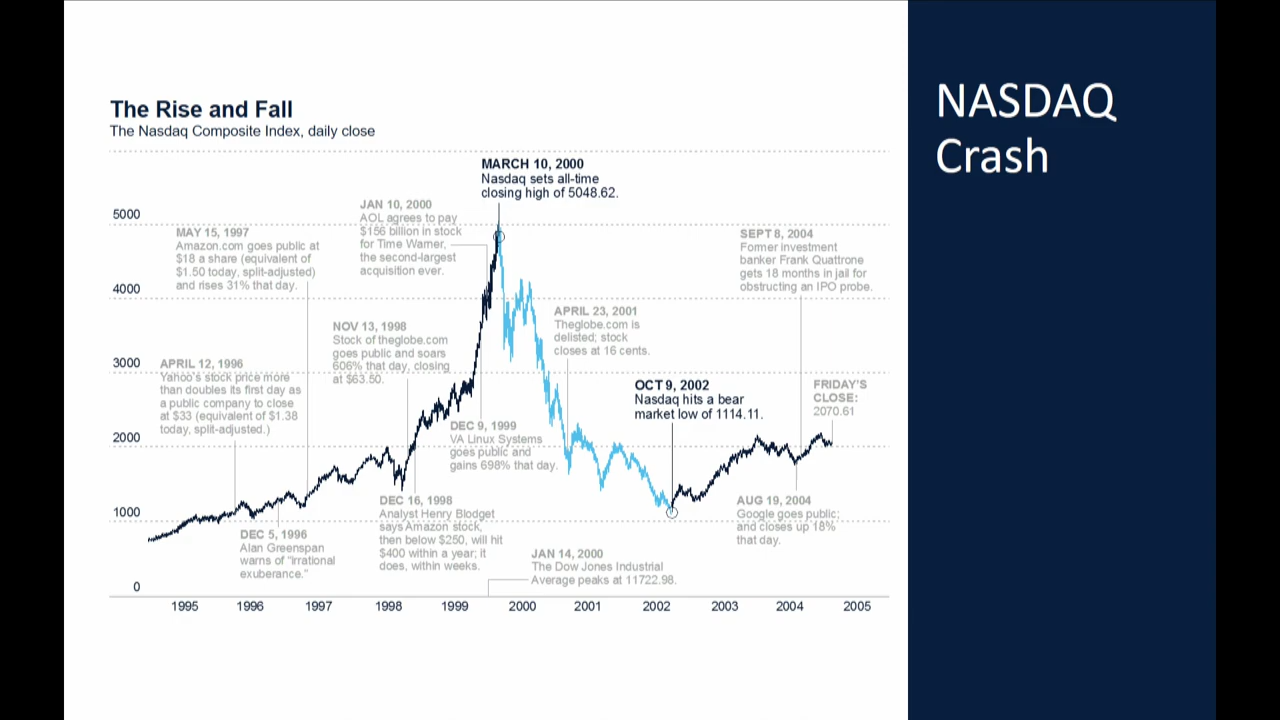 NASDAQ
Crash
The Rise and Fall
The Nasdaq Composite Index, daily close
MARCH 10, 2000
Nasdaq sets all-time
closing high of 5048.62.
JAN 10, 2000
AOL agrees to pay
$156 billion in stock
for Time Warner,
the second-largest
acquisition ever.
MAY 15, 1997
Amazon.com goes public at
$18 a share (equivalent of
$1.50 today, split-adjusted)
and rises 31% that day.
SEPT 8, 2004
Former investment
banker Frank Quattrone
gets 18 months in jail for
obstructing an IPO probe.
NOV 13, 1998
Stock of theglobe.com
goes public and soars
606% that day, closing
at $63.50.
APRIL 23, 2001
Theglobe.com is
delisted; stock
closes at 16 cents.
APRIL 12, 1996
Yahoo's stock price more
than doubles its first day as
a public company to close
at $33 (equivalent of $1.38
today, split-adjusted.)
OCT 9, 2002
Nasdaq hits a bear
market low of 1114.11.
FRIDAY'S
CLOSE:
2070.61
DEC 9, 1999
VA Linux Systems
goes public and
gains 698% that day.
DEC 16, 1998
Analyst Henry Blodget
says Amazon stock,
then below $250, will hit
$400 within a year; it
does, within weeks.
AUG 19, 2004
Google goes public;
and closes up 18%
that day.
DEC 5, 1996
Alan Greenspan
warns of "irrational
exuberance."
JAN 14, 2000
The Dow Jones Industrial
Average peaks at 11722.98.
5000
4000
3000
2000
1000
0
1995 1996 1997 1998 1999 2000 2001 2002 2003 2004 2005